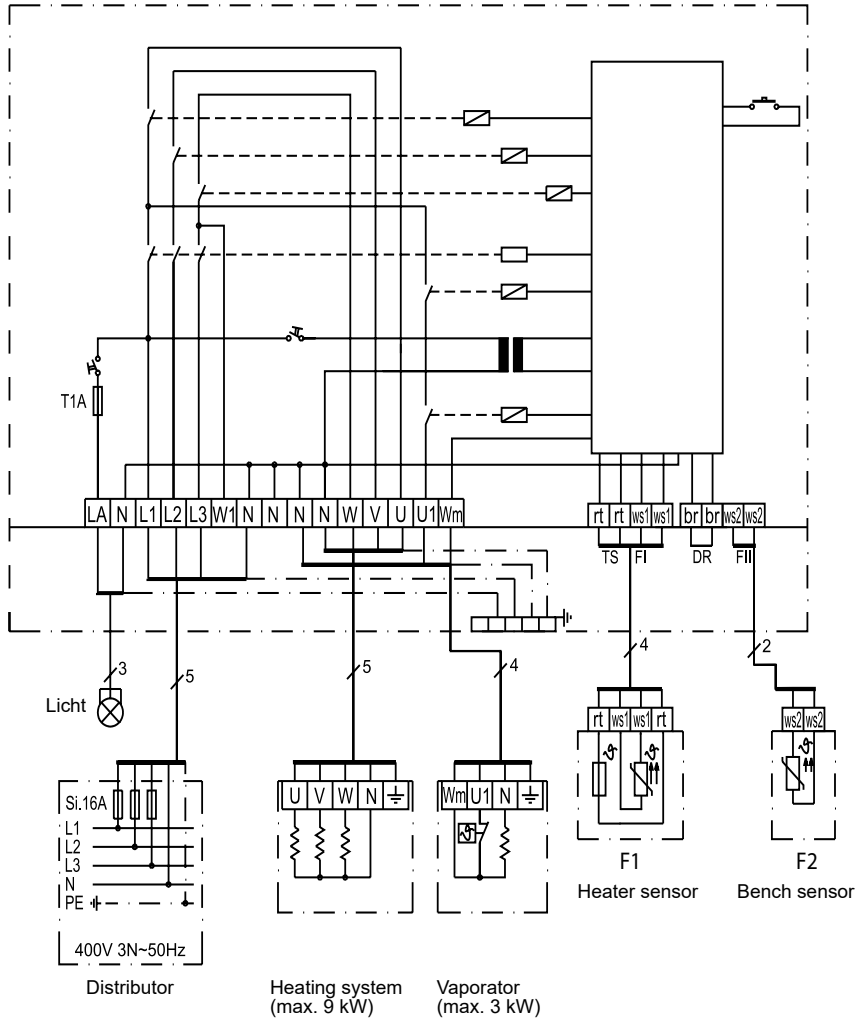 T1A
LA N L1 L2 L3 W1 N N N N W V U U1 Wm
rt rt ws1 ws1 br br ws2 ws2
TS FI DR FII
3
5
5
4
4
2
Licht
rt ws1 ws1 rt
ws2 ws2
ϑ
ϑ
ϑ
Si.16A
L1
L2
L3
N
PE
400V 3N~50Hz
U V W N
Wm U1 N
ϑ
F1
F2
Heater sensor
Bench sensor
Distributor
Heating system
(max. 9 kW)
Vaporator
(max. 3 kW)